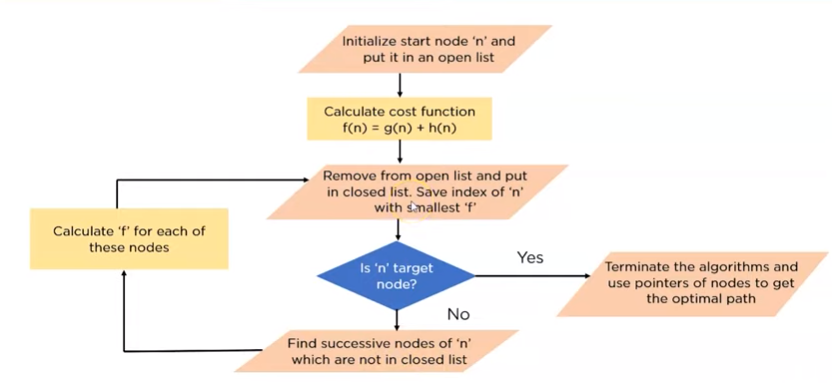 Initialize start node 'n' and
put it in an open list
Calculate cost function
f(n) = g(n) + h(n)
Remove from open list and put
in closed list. Save index of 'n'
with smallest 'f'
Calculate 'f' for each of
these nodes
Is 'n' target
node?
Yes
Terminate the algorithms and
use pointers of nodes to get
the optimal path
No
Find successive nodes of 'n'
which are not in closed list